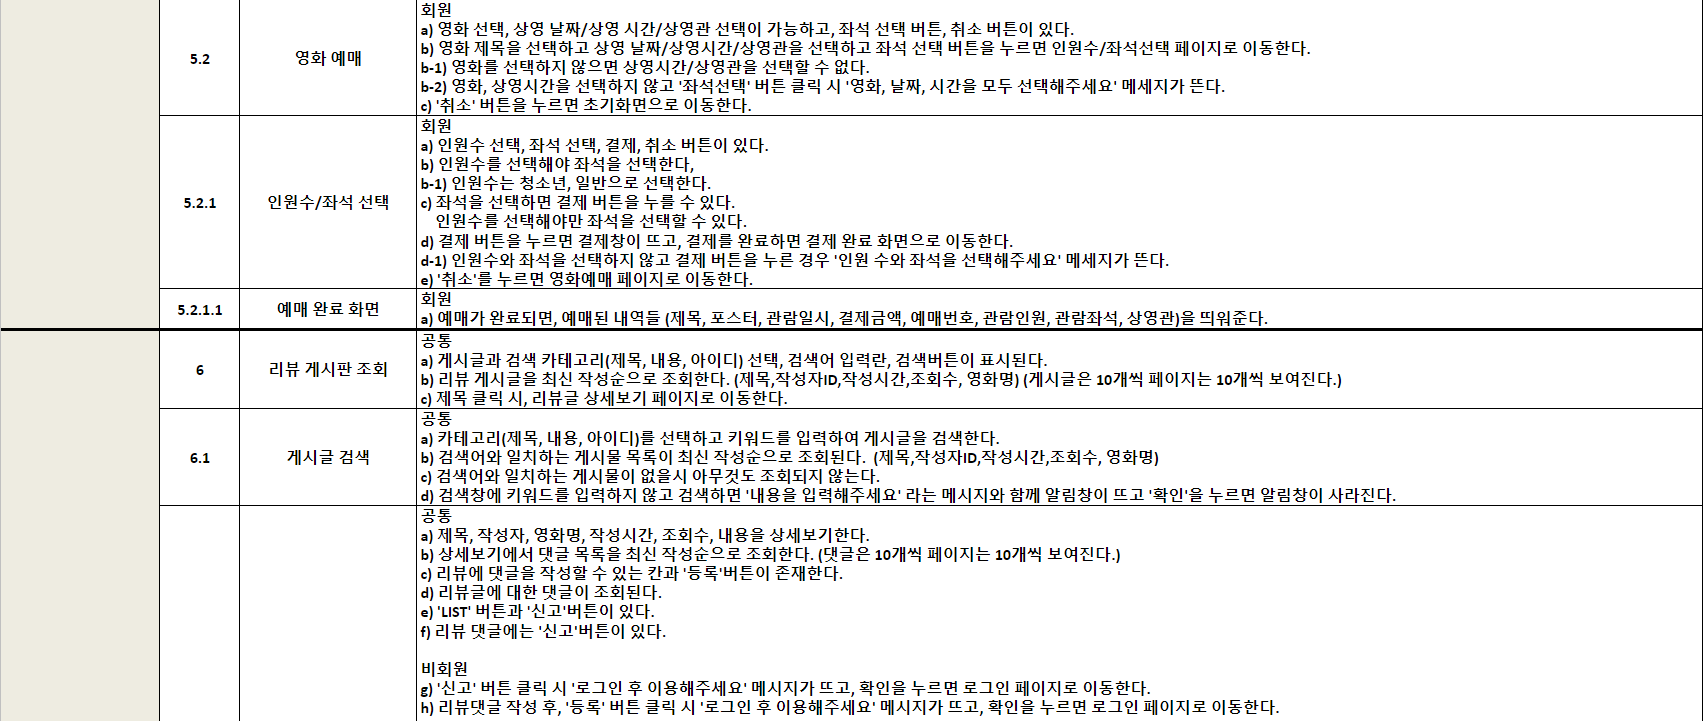 회원
a) 영화 선택, 상영 날짜/상영 시간/상영관 선택이 가능하고, 좌석 선택 버튼, 취소 버튼이 있다.
5.2
영화 예매
b) 영화 제목을 선택하고 상영 날짜/상영시간/상영관을 선택하고 좌석 선택 버튼을 누르면 인원수/좌석선택 페이지로 이동한다.
b-1) 영화를 선택하지 않으면 상영시간/상영관을 선택할 수 없다.
b-2) 영화, 상영시간을 선택하지 않고 '좌석선택' 버튼 클릭 시 '영화, 날짜, 시간을 모두 선택해주세요' 메세지가 뜬다.
c) '취소' 버튼을 누르면 초기화면으로 이동한다.
5.2.1
인원수/좌석 선택
회원
a) 인원수 선택, 좌석 선택, 결제, 취소 버튼이 있다.
b) 인원수를 선택해야 좌석을 선택한다,
b-1) 인원수는 청소년, 일반으로 선택한다.
c) 좌석을 선택하면 결제 버튼을 누를 수 있다.
인원수를 선택해야만 좌석을 선택할 수 있다.
d) 결제 버튼을 누르면 결제창이 뜨고, 결제를 완료하면 결제 완료 화면으로 이동한다.
d-1) 인원수와 좌석을 선택하지 않고 결제 버튼을 누른 경우 '인원 수와 좌석을 선택해주세요' 메세지가 뜬다.
e) '취소'를 누르면 영화예매 페이지로 이동한다.
5.2.1.1
예매 완료 화면
회원
a) 예매가 완료되면, 예매된 내역들 (제목, 포스터, 관람일시, 결제금액, 예매번호, 관람인원, 관람좌석, 상영관)을 띄워준다.
6
리뷰 게시판 조회
공통
a) 게시글과 검색 카테고리(제목, 내용, 아이디) 선택, 검색어 입력란, 검색버튼이 표시된다.
b) 리뷰 게시글을 최신 작성순으로 조회한다. (제목,작성자ID,작성시간,조회수, 영화명) (게시글은 10개씩 페이지는 10개씩 보여진다.)
c) 제목 클릭 시, 리뷰글 상세보기 페이지로 이동한다.
6.1
게시글 검색
공통
a) 카테고리(제목, 내용, 아이디)를 선택하고 키워드를 입력하여 게시글을 검색한다.
b) 검색어와 일치하는 게시물 목록이 최신 작성순으로 조회된다. (제목,작성자ID,작성시간,조회수, 영화명)
c) 검색어와 일치하는 게시물이 없을시 아무것도 조회되지 않는다.
d) 검색창에 키워드를 입력하지 않고 검색하면 '내용을 입력해주세요' 라는 메시지와 함께 알림창이 뜨고 '확인'을 누르면 알림창이 사라진다.
공통
a) 제목, 작성자, 영화명, 작성시간, 조회수, 내용을 상세보기한다.
b) 상세보기에서 댓글 목록을 최신 작성순으로 조회한다. (댓글은 10개씩 페이지는 10개씩 보여진다.)
c) 리뷰에 댓글을 작성할 수 있는 칸과 '등록'버튼이 존재한다.
d) 리뷰글에 대한 댓글이 조회된다.
e) 'LIST' 버튼과 '신고'버튼이 있다.
f) 리뷰 댓글에는 '신고'버튼이 있다.
비회원
g) '신고' 버튼 클릭 시 '로그인 후 이용해주세요' 메시지가 뜨고, 확인을 누르면 로그인 페이지로 이동한다.
h) 리뷰댓글 작성 후, '등록' 버튼 클릭 시 '로그인 후 이용해주세요' 메시지가 뜨고, 확인을 누르면 로그인 페이지로 이동한다.